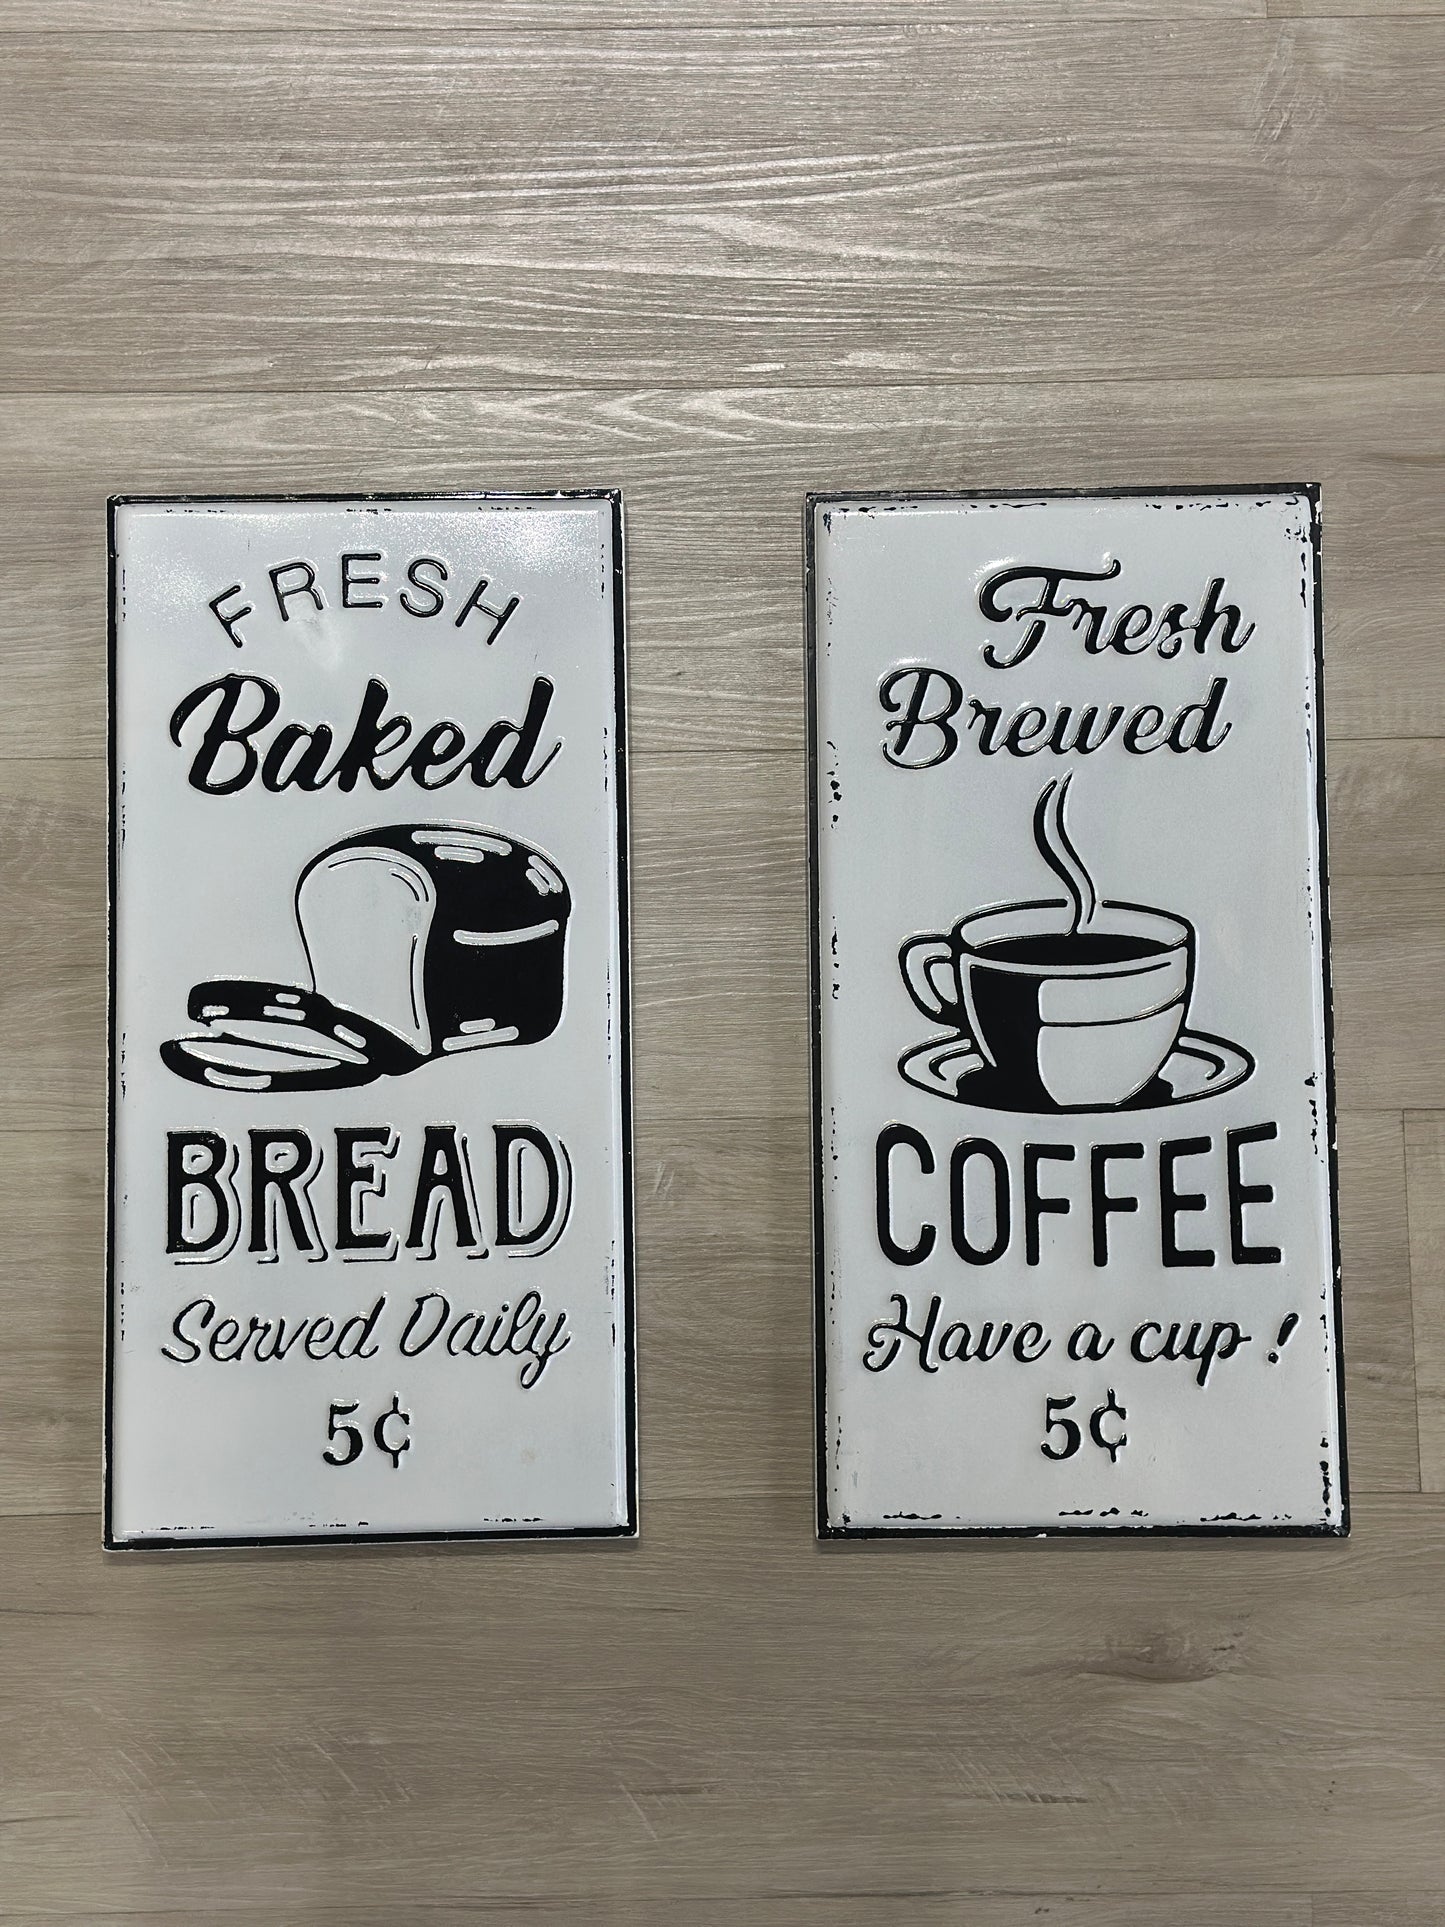 FRESH
Baked
BREAD
Served Daily
5¢
Fresh
Brewed
COFFEE
Have a cup !
5¢